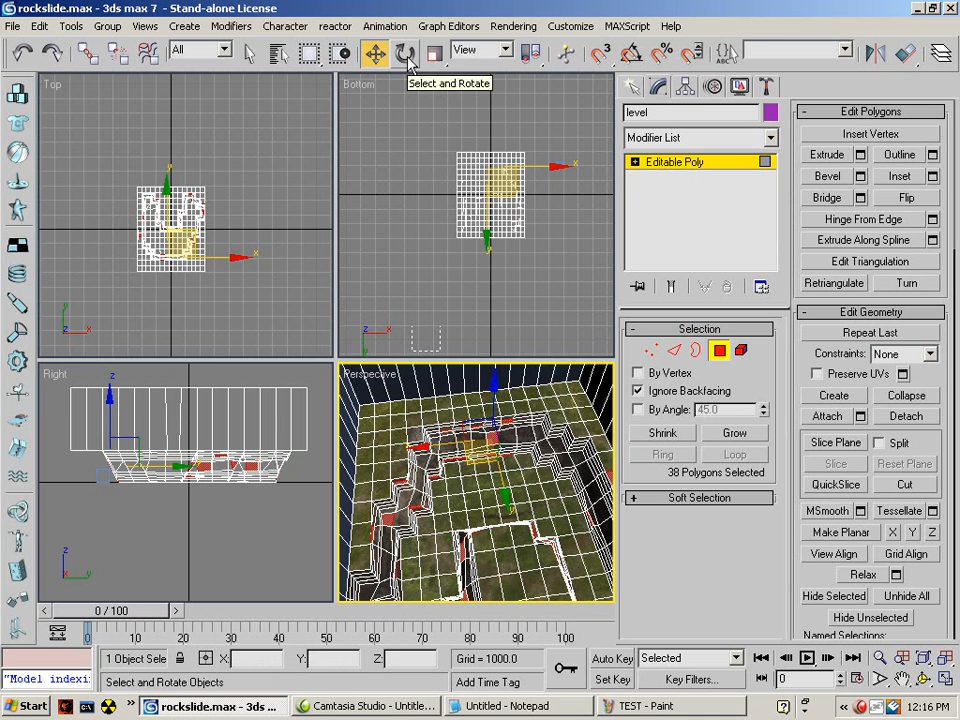 rockslide.max - 3ds max 7 - Stand-alone License
File Edit Tools Group Views Create Modifiers Character reactor Animation Graph Editors Rendering Customize MAXScript Help
All View
Select and Rotate
Top Bottom
level
Modifier List
Editable Poly
Edit Polygons
Insert Vertex
Extrude Outline
Bevel Inset
Bridge Flip
Hinge From Edge
Extrude Along Spline
Edit Triangulation
Retriangulate Turn
Edit Geometry
Repeat Last
Constraints: None
Preserve UVs
Create Collapse
Attach Detach
Slice Plane Split
Slice Reset Plane
QuickSlice Cut
MSmooth Tessellate
Make Planar X Y Z
View Align Grid Align
Relax
Hide Selected Unhide All
Hide Unselected
Named Selections:
Selection
By Vertex
Ignore Backfacing
By Angle: 45.0
Shrink Grow
Ring Loop
38 Polygons Selected
Soft Selection
Right Perspective
x y z
0 / 100
0 10 20 30 40 50 60 70 80 90 100
1 Object Sele X: Y: Z: Grid = 1000.0 Auto Key Selected
"Model indexi Select and Rotate Objects Add Time Tag Set Key Key Filters... 0
Start rockslide.max - 3ds ... Camtasia Studio - Untitle... Untitled - Notepad TEST - Paint 12:16 PM